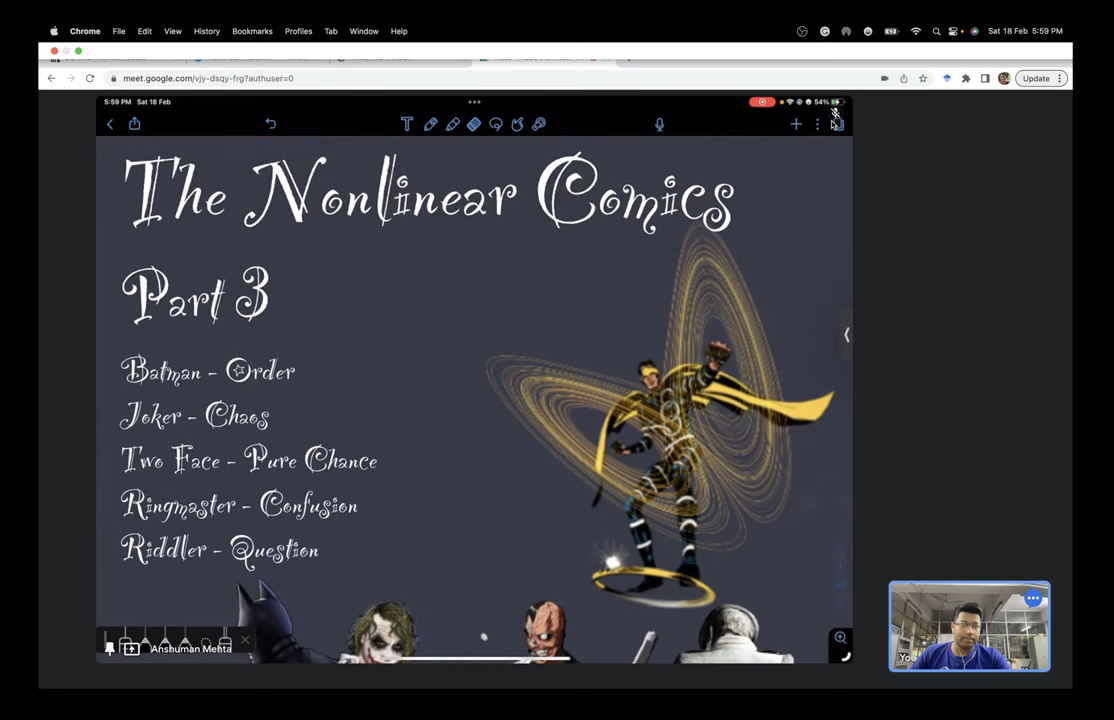 Chrome File Edit View History Bookmarks Profiles Tab Window Help Sat 18 Feb 5:59 PM
meet.google.com/vjy-dsqy-frg?authuser=0 Update
5:59 PM Sat 18 Feb 54%
The Nonlinear Comics
Part 3
Batman - Order
Joker - Chaos
Two Face - Pure Chance
Ringmaster - Confusion
Riddler - Question
Anshuman Mehta
You